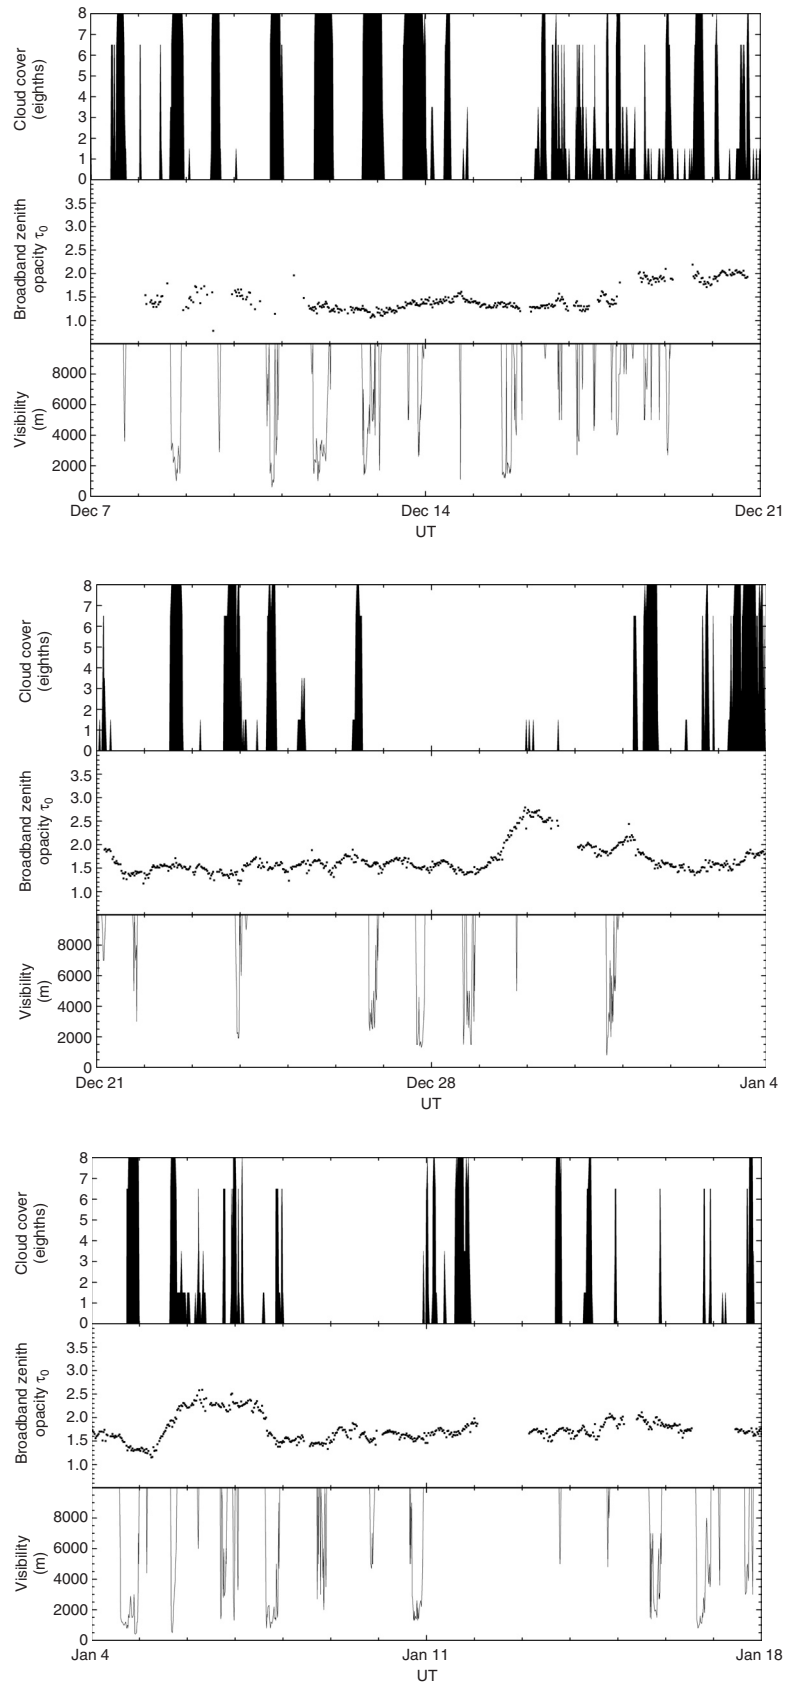 8
7
6
5
4
3
2
1
0
Cloud cover
(eighths)
3.5
3.0
2.5
2.0
1.5
1.0
Broadband zenith
opacity τ0
8000
6000
4000
2000
0
Visibility
(m)
Dec 7 Dec 14 Dec 21
UT
8
7
6
5
4
3
2
1
0
Cloud cover
(eighths)
3.5
3.0
2.5
2.0
1.5
1.0
Broadband zenith
opacity τ0
8000
6000
4000
2000
0
Visibility
(m)
Dec 21 Dec 28 Jan 4
UT
8
7
6
5
4
3
2
1
0
Cloud cover
(eighths)
3.5
3.0
2.5
2.0
1.5
1.0
Broadband zenith
opacity τ0
8000
6000
4000
2000
0
Visibility
(m)
Jan 4 Jan 11 Jan 18
UT